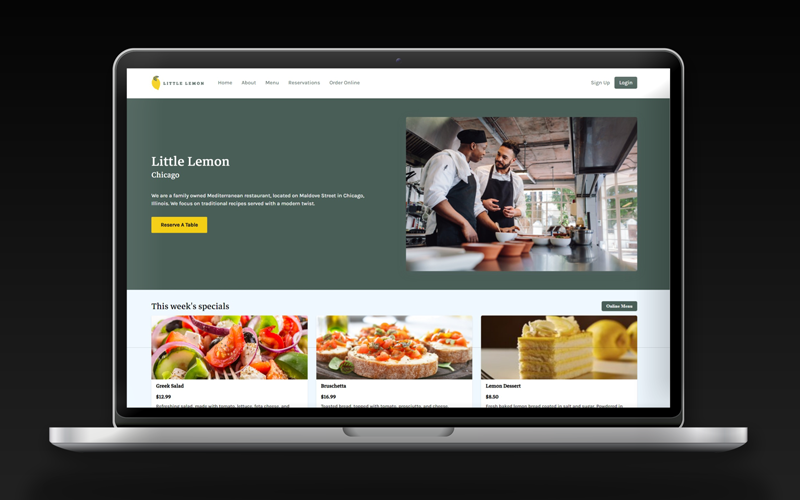 LITTLE LEMON
Home About Menu Reservations Order Online
Sign Up Login
Little Lemon
Chicago
We are a family owned Mediterranean restaurant, located on Maldove Street in Chicago,
Illinois. We focus on traditional recipes served with a modern twist.
Reserve A Table
This week's specials
Online Menu
Greek Salad
Bruschetta
Lemon Dessert
$12.99
$16.99
$8.50
Refreshing salad, made with tomato, lettuce, feta cheese, and
Toasted bread, topped with tomato, prosciutto, and cheese.
Fresh baked lemon bread coated in salt and sugar. Powdered in